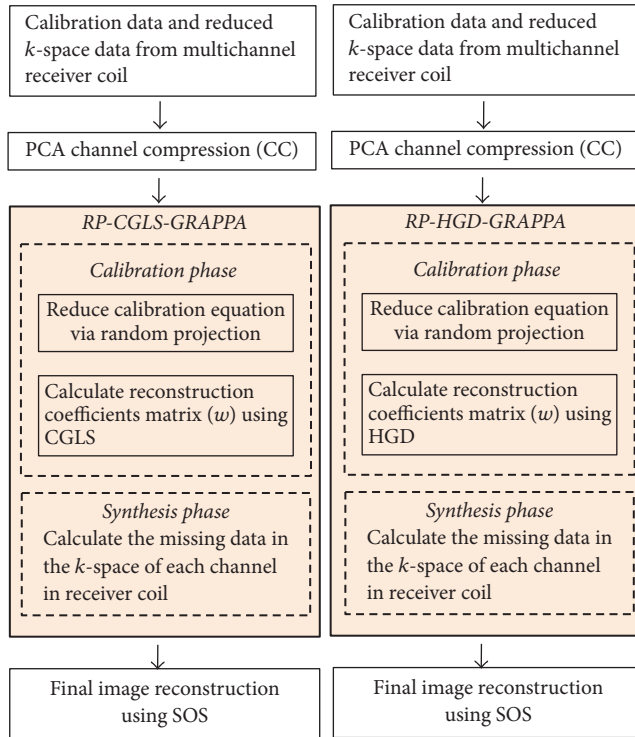 Calibration data and reduced
k-space data from multichannel
receiver coil
PCA channel compression (CC)
RP-CGLS-GRAPPA
Calibration phase
Reduce calibration equation
via random projection
Calculate reconstruction
coefficients matrix (w) using
CGLS
Synthesis phase
Calculate the missing data in
the k-space of each channel
in receiver coil
Final image reconstruction
using SOS
Calibration data and reduced
k-space data from multichannel
receiver coil
PCA channel compression (CC)
RP-HGD-GRAPPA
Calibration phase
Reduce calibration equation
via random projection
Calculate reconstruction
coefficients matrix (w) using
HGD
Synthesis phase
Calculate the missing data in
the k-space of each channel
in receiver coil
Final image reconstruction
using SOS